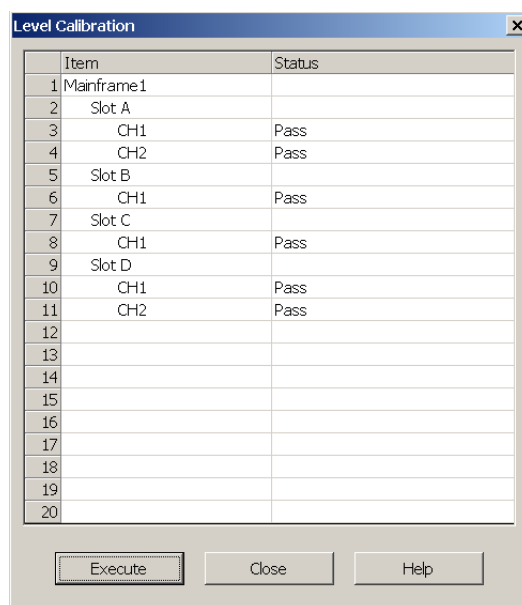 Level Calibration
Item Status
1 Mainframe1
2 Slot A
3 CH1 Pass
4 CH2 Pass
5 Slot B
6 CH1 Pass
7 Slot C
8 CH1 Pass
9 Slot D
10 CH1 Pass
11 CH2 Pass
12
13
14
15
16
17
18
19
20
Execute Close Help